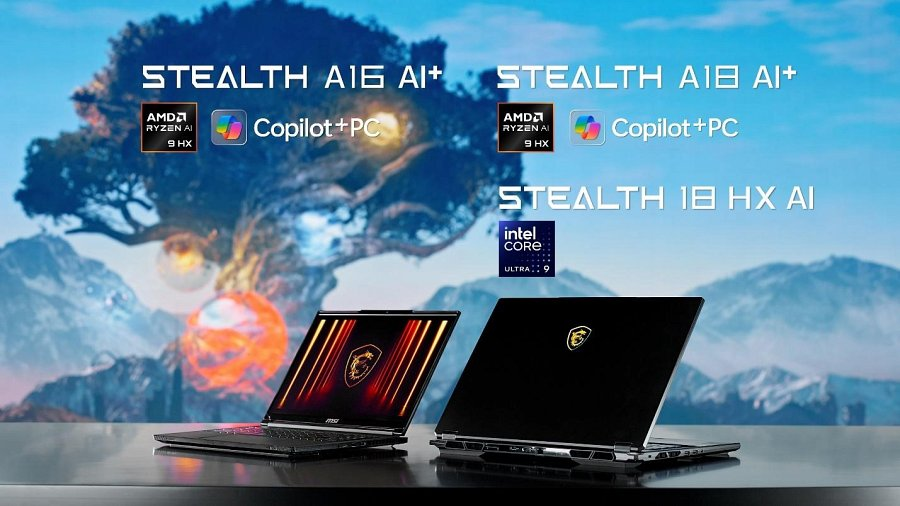 STEALTH A16 AI+
AMD
RYZEN AI
9 HX
Copilot+PC
STEALTH A18 AI+
AMD
RYZEN AI
9 HX
Copilot+PC
STEALTH 18 HX AI
intel
CORE
ULTRA 9
msi